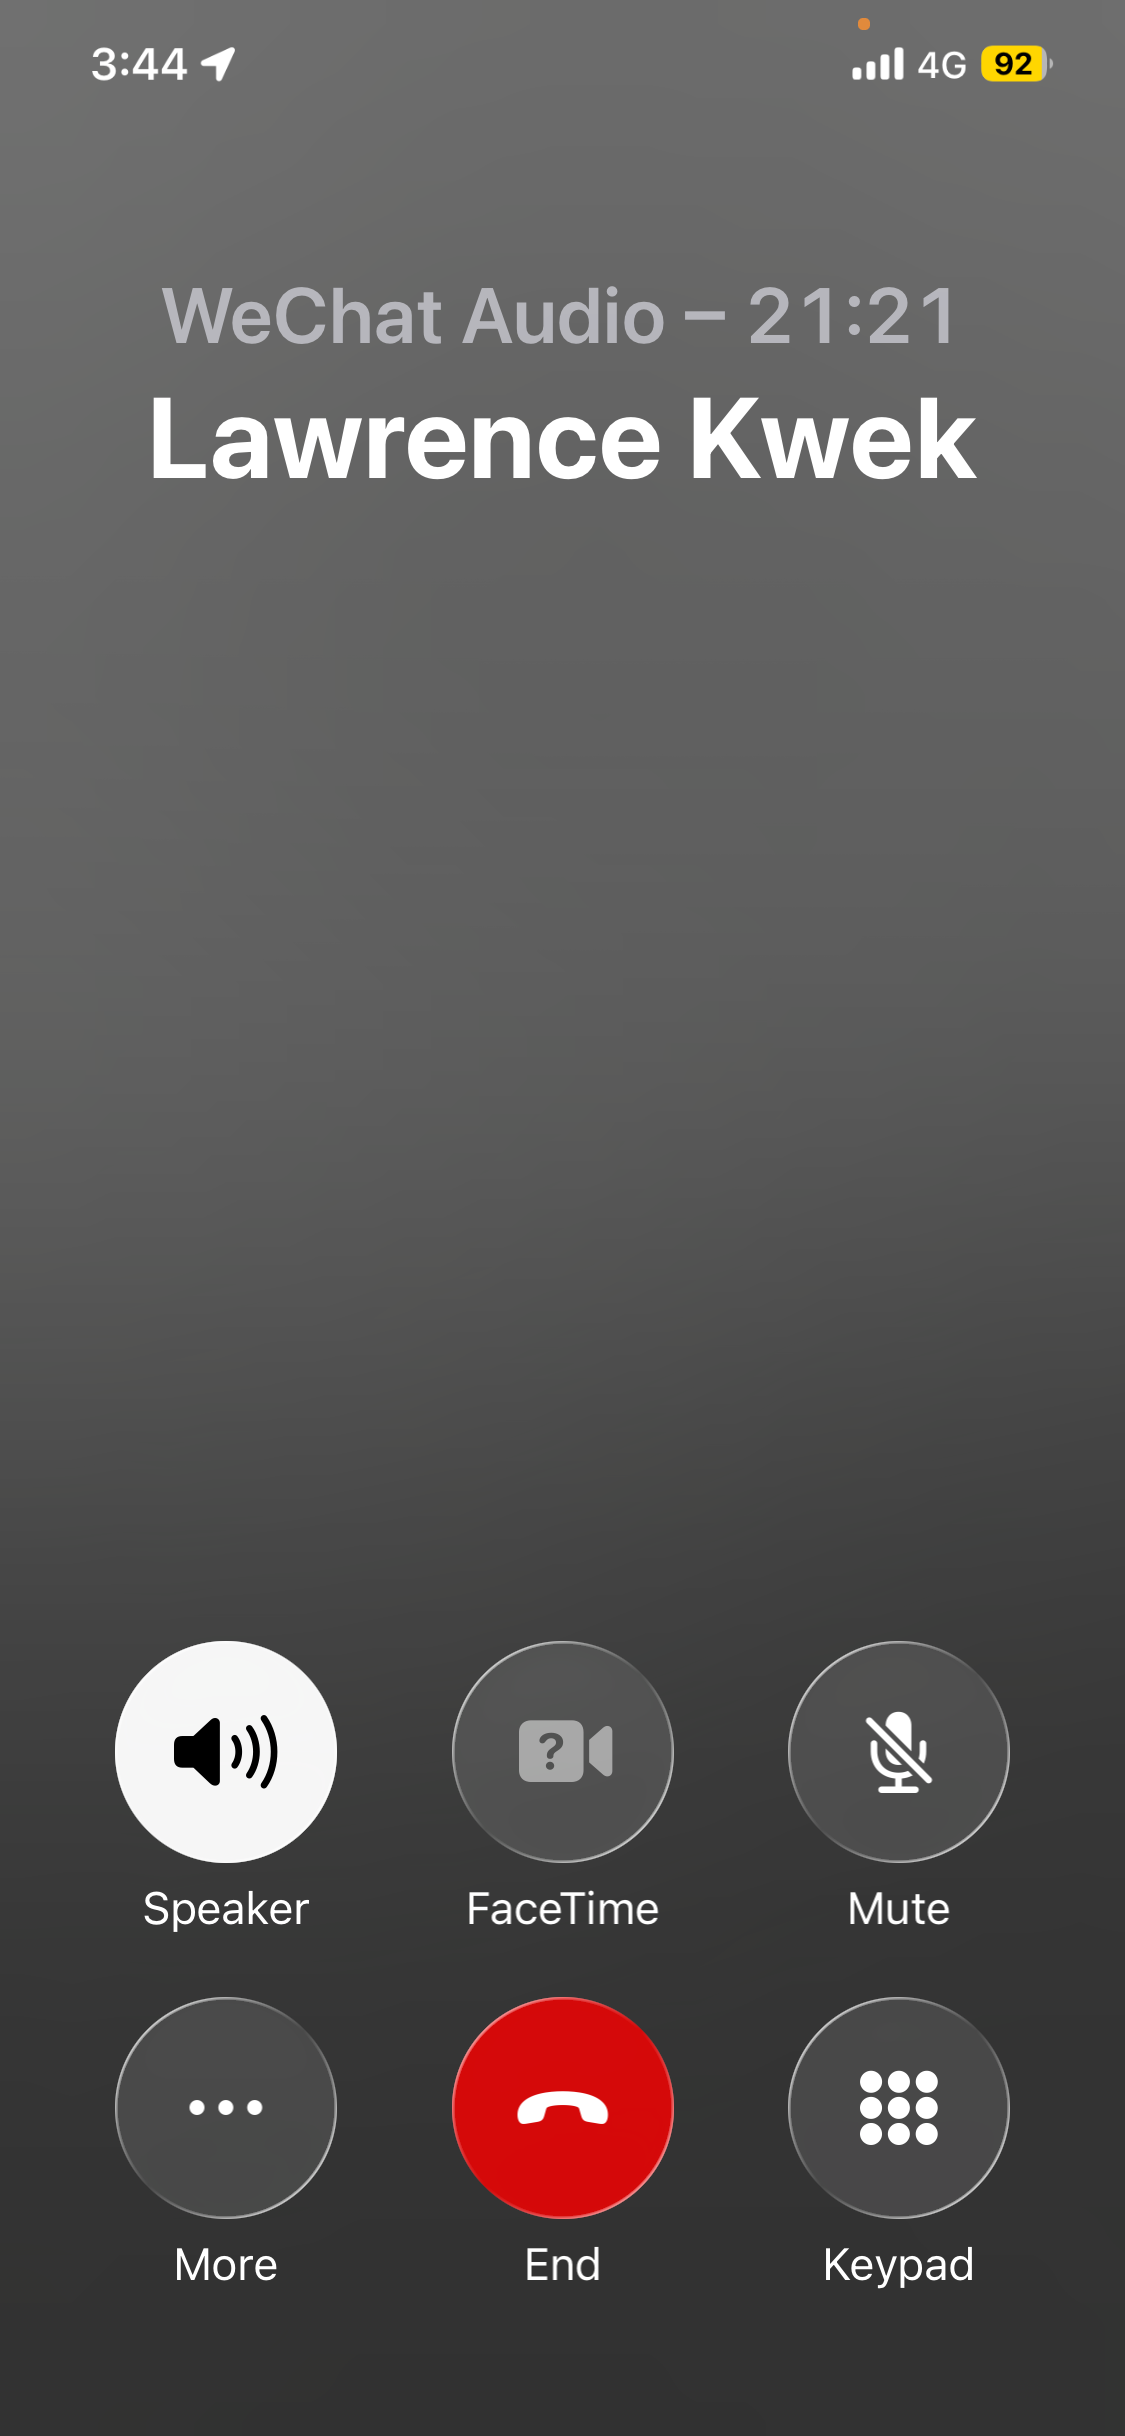 3:44 4G 92
WeChat Audio – 21:21
Lawrence Kwek
Speaker FaceTime Mute
More End Keypad